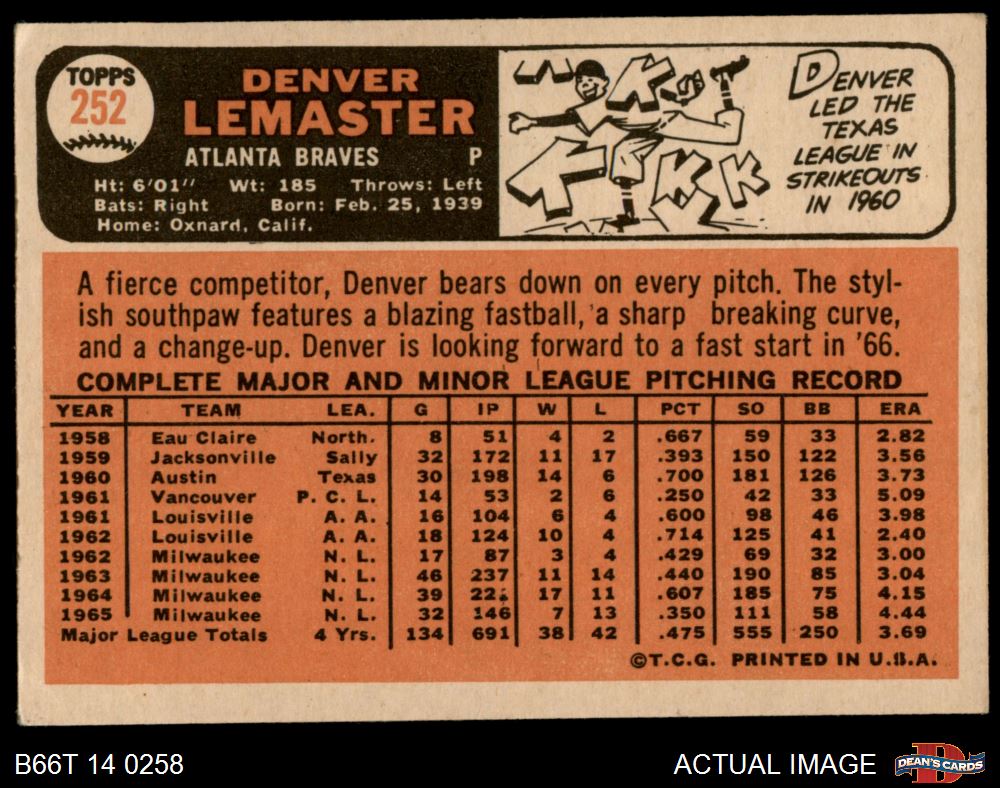 TOPPS
252
DENVER
LEMASTER
ATLANTA BRAVES P
Ht: 6'01" Wt: 185 Throws: Left
Bats: Right Born: Feb. 25, 1939
Home: Oxnard, Calif.
K
K
K
K
DENVER
LED THE
TEXAS
LEAGUE IN
STRIKEOUTS
IN 1960
A fierce competitor, Denver bears down on every pitch. The styl-
ish southpaw features a blazing fastball, a sharp breaking curve,
and a change-up. Denver is looking forward to a fast start in '66.
COMPLETE MAJOR AND MINOR LEAGUE PITCHING RECORD
YEAR TEAM LEA. G IP W L PCT SO BB ERA
1958 Eau Claire North. 8 51 4 2 .667 59 33 2.82
1959 Jacksonville Sally 32 172 11 17 .393 150 122 3.56
1960 Austin Texas 30 198 14 6 .700 181 126 3.73
1961 Vancouver P. C. L. 14 53 2 6 .250 42 33 5.09
1961 Louisville A. A. 16 104 6 4 .600 98 46 3.98
1962 Louisville A. A. 18 124 10 4 .714 125 41 2.40
1962 Milwaukee N. L. 17 87 3 4 .429 69 32 3.00
1963 Milwaukee N. L. 46 237 11 14 .440 190 85 3.04
1964 Milwaukee N. L. 39 17 11 .607 185 75 4.15
1965 Milwaukee N. L. 32 146 7 13 .350 111 58 4.44
Major League Totals 4 Yrs. 134 691 38 42 .475 555 250 3.69
©T.C.G. PRINTED IN U.S.A.
B66T 14 0258
ACTUAL IMAGE
DEAN'S CARDS